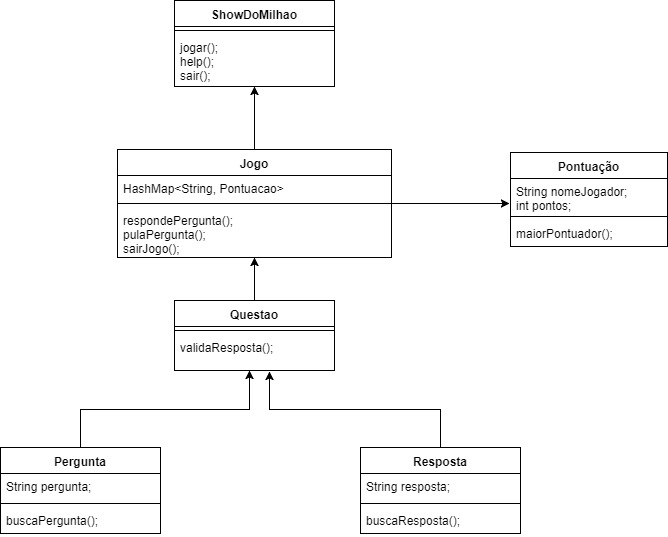 ShowDoMilhao
jogar();
help();
sair();
Jogo
HashMap<String, Pontuacao>
respondePergunta();
pulaPergunta();
sairJogo();
Pontuação
String nomeJogador;
int pontos;
maiorPontuador();
Questao
validaResposta();
Pergunta
String pergunta;
buscaPergunta();
Resposta
String resposta;
buscaResposta();